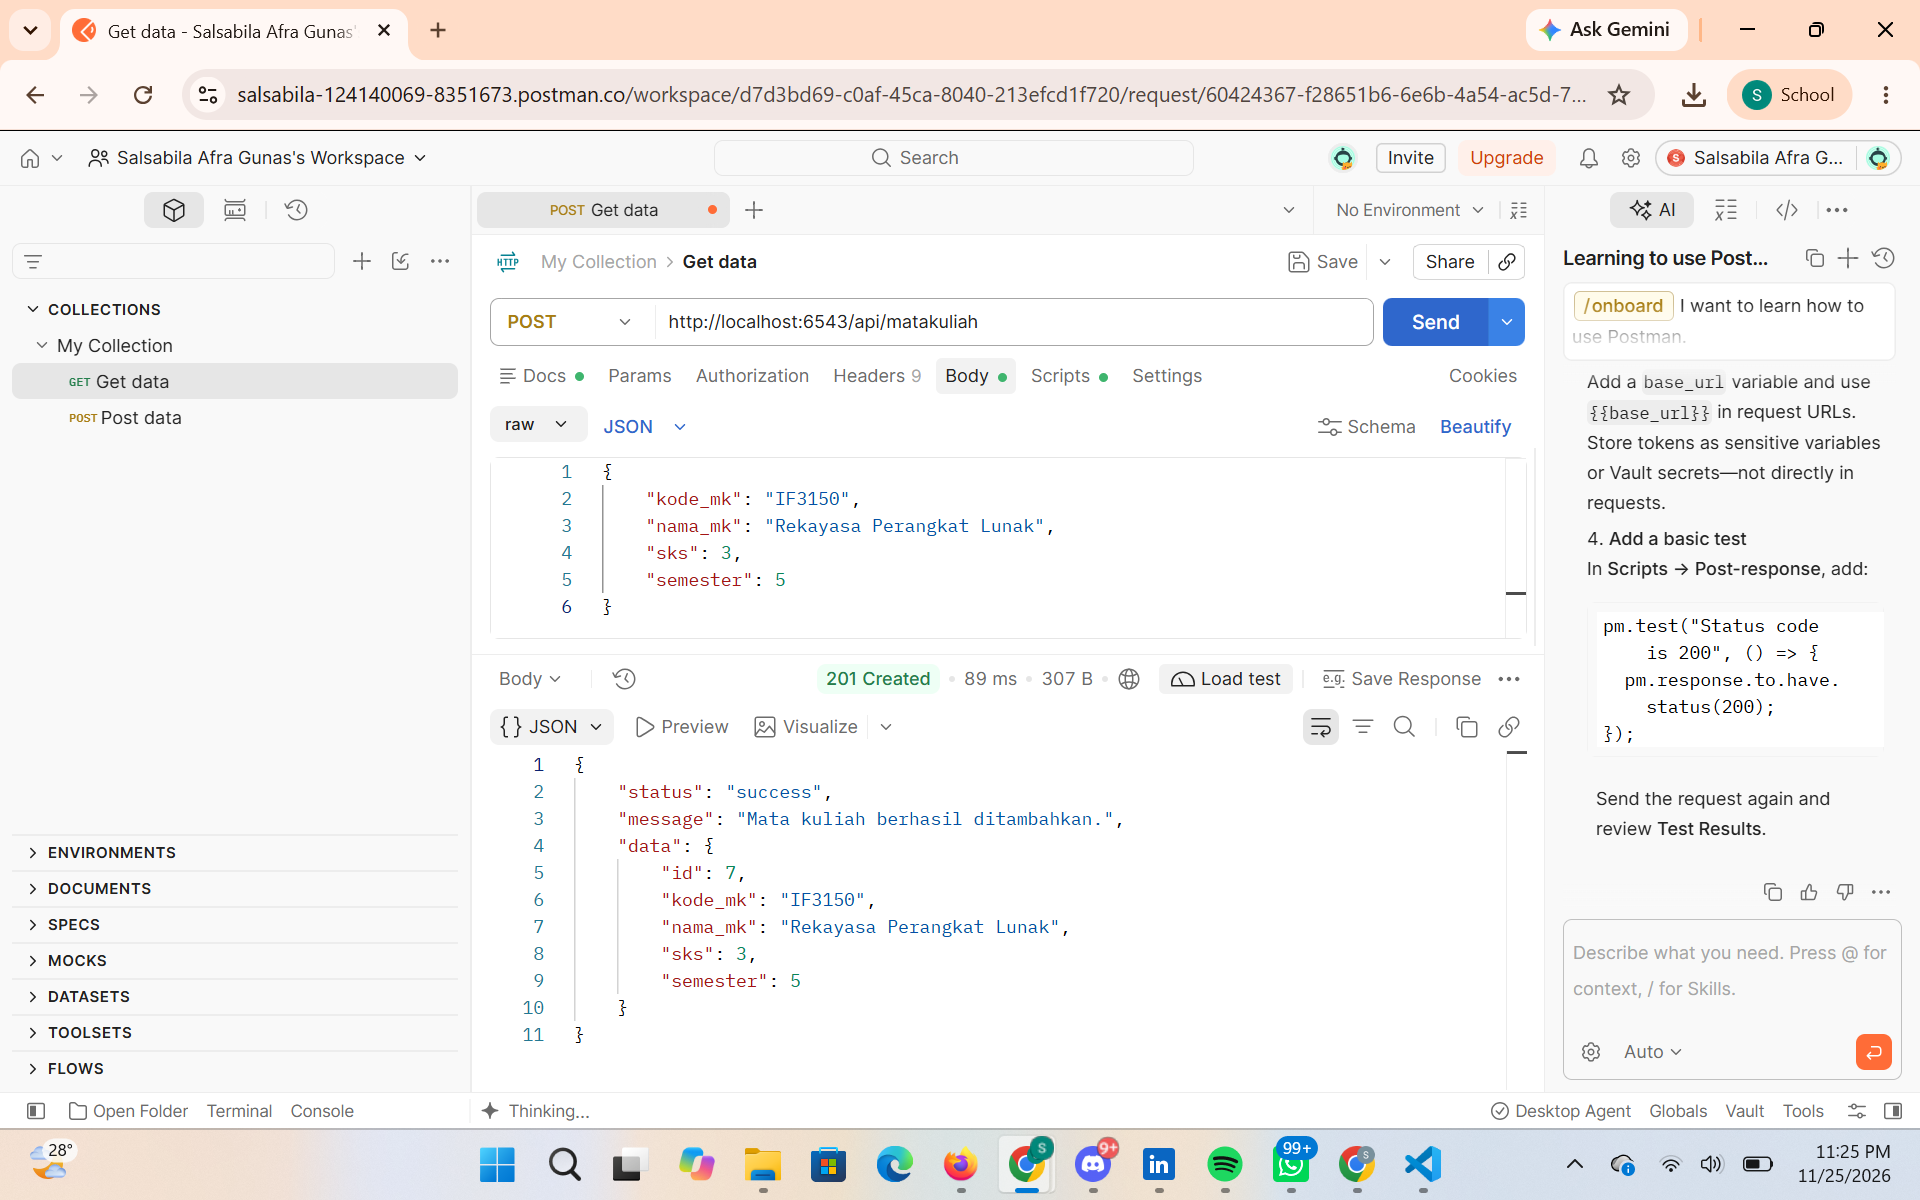 Get data - Salsabila Afra Gunas'
Ask Gemini
salsabila-124140069-8351673.postman.co/workspace/d7d3bd69-c0af-45ca-8040-213efcd1f720/request/60424367-f28651b6-6e6b-4a54-ac5d-7...
S School
Salsabila Afra Gunas's Workspace
Search
Invite
Upgrade
S Salsabila Afra G...
POST Get data
No Environment
AI
HTTP My Collection > Get data
Save
Share
Learning to use Post...
/onboard I want to learn how to
use Postman.
COLLECTIONS
My Collection
GET Get data
POST Post data
POST
http://localhost:6543/api/matakuliah
Send
Docs
Params
Authorization
Headers 9
Body
Scripts
Settings
Cookies
raw
JSON
Schema
Beautify
1 {
2 "kode_mk": "IF3150",
3 "nama_mk": "Rekayasa Perangkat Lunak",
4 "sks": 3,
5 "semester": 5
6 }
Add a base_url variable and use
{{base_url}} in request URLs.
Store tokens as sensitive variables
or Vault secrets—not directly in
requests.
4. Add a basic test
In Scripts → Post-response, add:
pm.test("Status code
is 200", () => {
pm.response.to.have.
status(200);
});
Send the request again and
review Test Results.
Body
201 Created
89 ms
307 B
Load test
e.g. Save Response
{} JSON
Preview
Visualize
1 {
2 "status": "success",
3 "message": "Mata kuliah berhasil ditambahkan.",
4 "data": {
5 "id": 7,
6 "kode_mk": "IF3150",
7 "nama_mk": "Rekayasa Perangkat Lunak",
8 "sks": 3,
9 "semester": 5
10 }
11 }
ENVIRONMENTS
DOCUMENTS
SPECS
MOCKS
DATASETS
TOOLSETS
FLOWS
Describe what you need. Press @ for
context, / for Skills.
Auto
Open Folder
Terminal
Console
Thinking...
Desktop Agent
Globals
Vault
Tools
28°
S
9+
in
99+
S
11:25 PM
11/25/2026